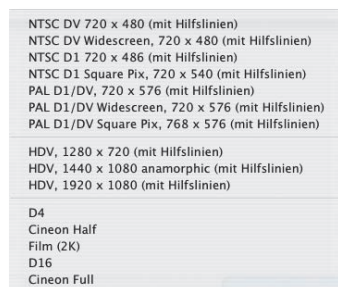 NTSC DV 720 x 480 (mit Hilfslinien)
NTSC DV Widescreen, 720 x 480 (mit Hilfslinien)
NTSC D1 720 x 486 (mit Hilfslinien)
NTSC D1 Square Pix, 720 x 540 (mit Hilfslinien)
PAL D1/DV, 720 x 576 (mit Hilfslinien)
PAL D1/DV Widescreen, 720 x 576 (mit Hilfslinien)
PAL D1/DV Square Pix, 768 x 576 (mit Hilfslinien)
HDV, 1280 x 720 (mit Hilfslinien)
HDV, 1440 x 1080 anamorphic (mit Hilfslinien)
HDV, 1920 x 1080 (mit Hilfslinien)
D4
Cineon Half
Film (2K)
D16
Cineon Full